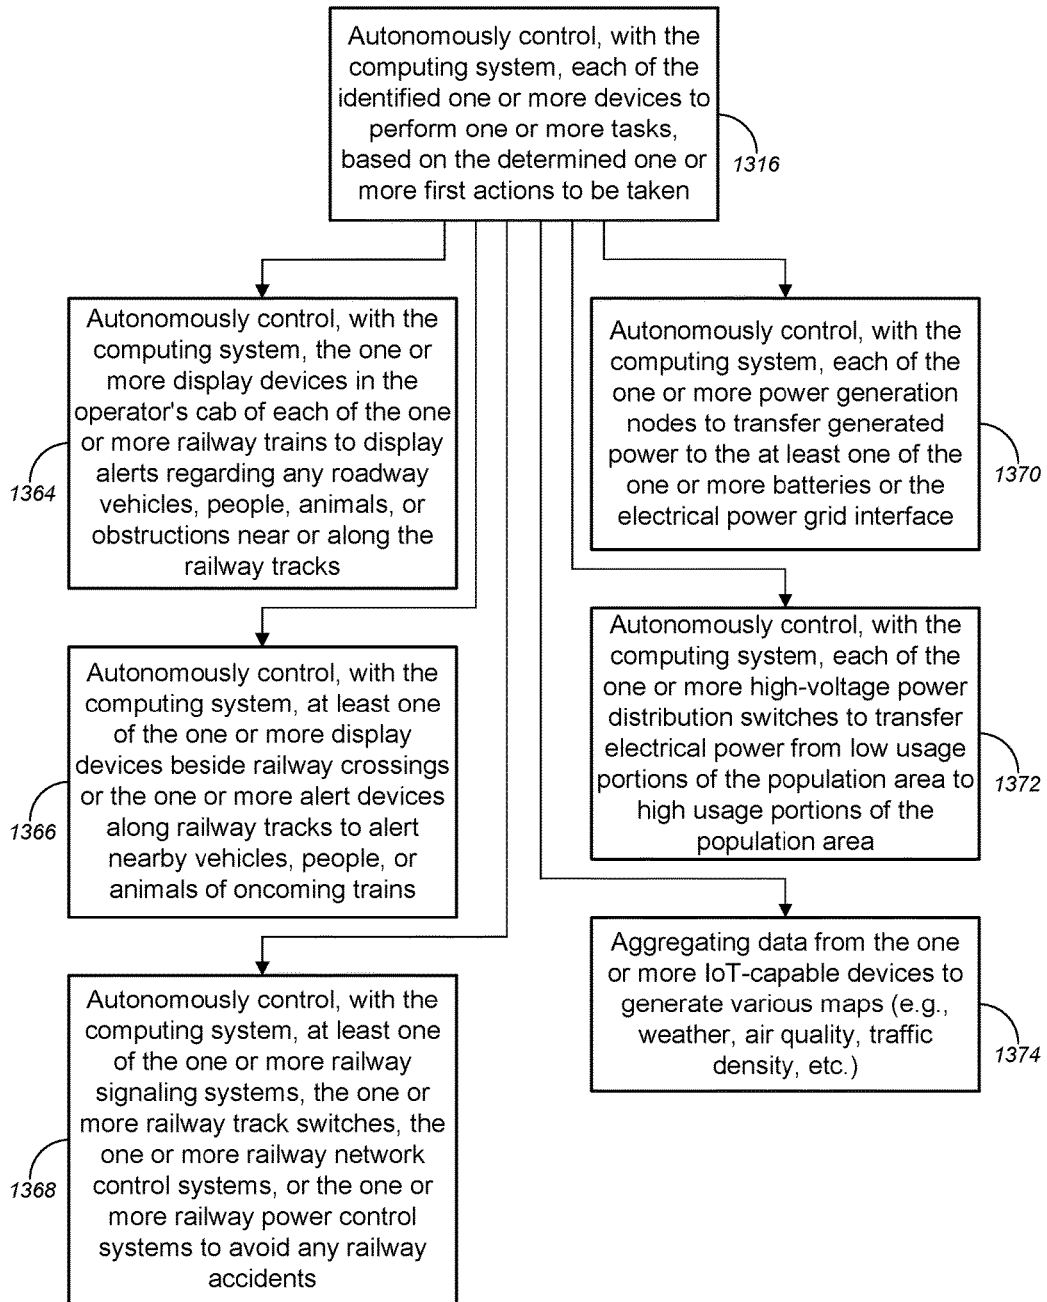 Autonomously control, with the
computing system, each of the
identified one or more devices to
perform one or more tasks,
based on the determined one or
more first actions to be taken
1316
Autonomously control, with the
computing system, the one or
more display devices in the
operator's cab of each of the one
or more railway trains to display
alerts regarding any roadway
vehicles, people, animals, or
obstructions near or along the
railway tracks
1364
Autonomously control, with the
computing system, at least one
of the one or more display
devices beside railway crossings
or the one or more alert devices
along railway tracks to alert
nearby vehicles, people, or
animals of oncoming trains
1366
Autonomously control, with the
computing system, at least one
of the one or more railway
signaling systems, the one or
more railway track switches, the
one or more railway network
control systems, or the one or
more railway power control
systems to avoid any railway
accidents
1368
Autonomously control, with the
computing system, each of the
one or more power generation
nodes to transfer generated
power to the at least one of the
one or more batteries or the
electrical power grid interface
1370
Autonomously control, with the
computing system, each of the
one or more high-voltage power
distribution switches to transfer
electrical power from low usage
portions of the population area to
high usage portions of the
population area
1372
Aggregating data from the one
or more IoT-capable devices to
generate various maps (e.g.,
weather, air quality, traffic
density, etc.)
1374